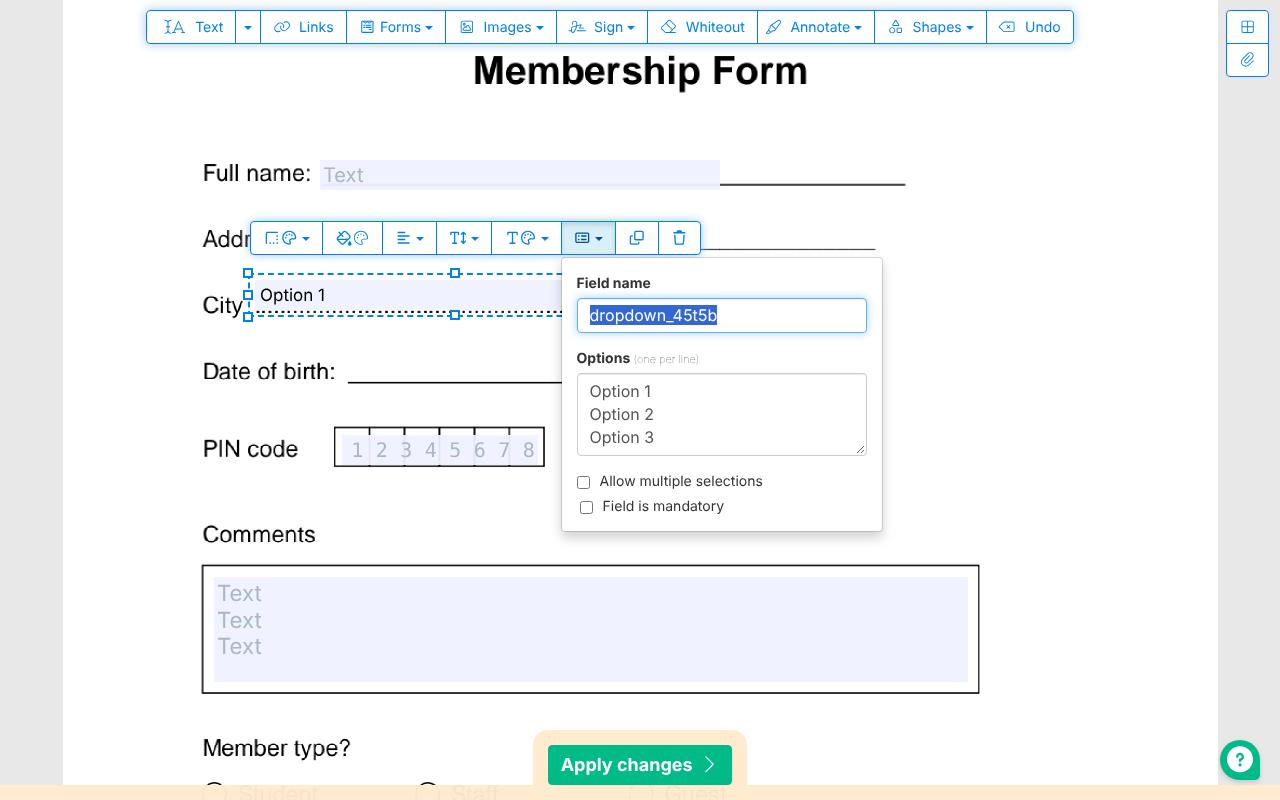 Text Links Forms Images Sign Whiteout Annotate Shapes Undo
Membership Form
Full name: Text
Addr
City Option 1
Field name
dropdown_45t5b
Options (one per line)
Option 1
Option 2
Option 3
Allow multiple selections
Field is mandatory
Date of birth:
PIN code 1 2 3 4 5 6 7 8
Comments
Text
Text
Text
Member type?
Student Staff Guest
Apply changes
?